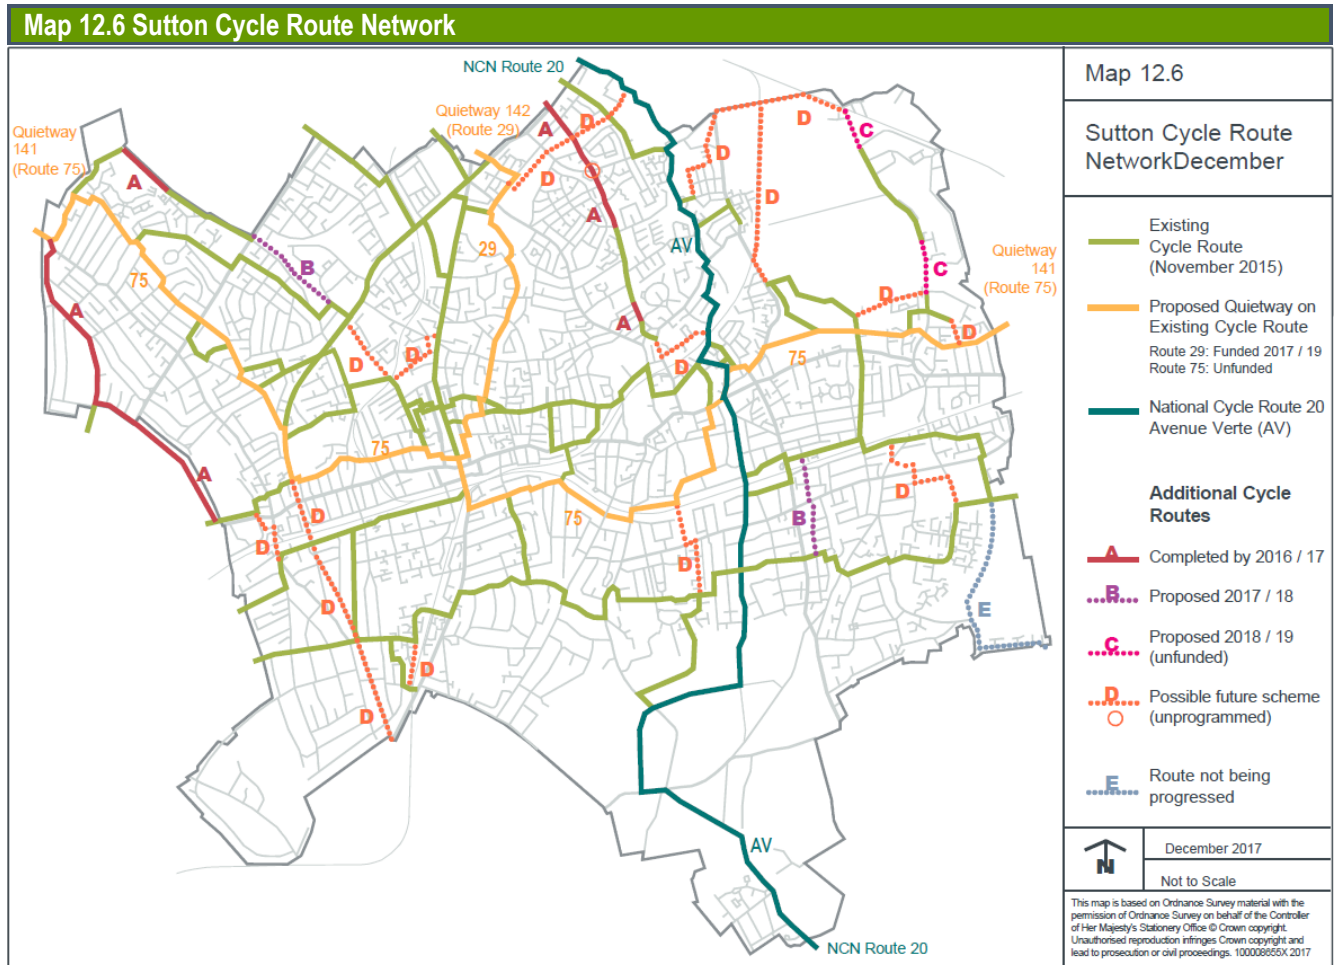 Map 12.6 Sutton Cycle Route Network
NCN Route 20
Quietway 142
(Route 29)
Quietway
141
(Route 75)
A
D
A
D
D
C
A
D
D
A
29
AV
B
75
C
Quietway
141
(Route 75)
D
A
A
D
D
D
D
75
75
A
D
D
75
B
D
D
D
E
D
D
D
AV
NCN Route 20
Map 12.6
Sutton Cycle Route
NetworkDecember
Existing
Cycle Route
(November 2015)
Proposed Quietway on
Existing Cycle Route
Route 29: Funded 2017 / 19
Route 75: Unfunded
National Cycle Route 20
Avenue Verte (AV)
Additional Cycle
Routes
A Completed by 2016 / 17
B Proposed 2017 / 18
C Proposed 2018 / 19
(unfunded)
D Possible future scheme
(unprogrammed)
E Route not being
progressed
N
December 2017
Not to Scale
This map is based on Ordnance Survey material with the
permission of Ordnance Survey on behalf of the Controller
of Her Majesty's Stationery Office © Crown copyright.
Unauthorised reproduction infringes Crown copyright and
lead to prosecution or civil proceedings. 100008655X 2017